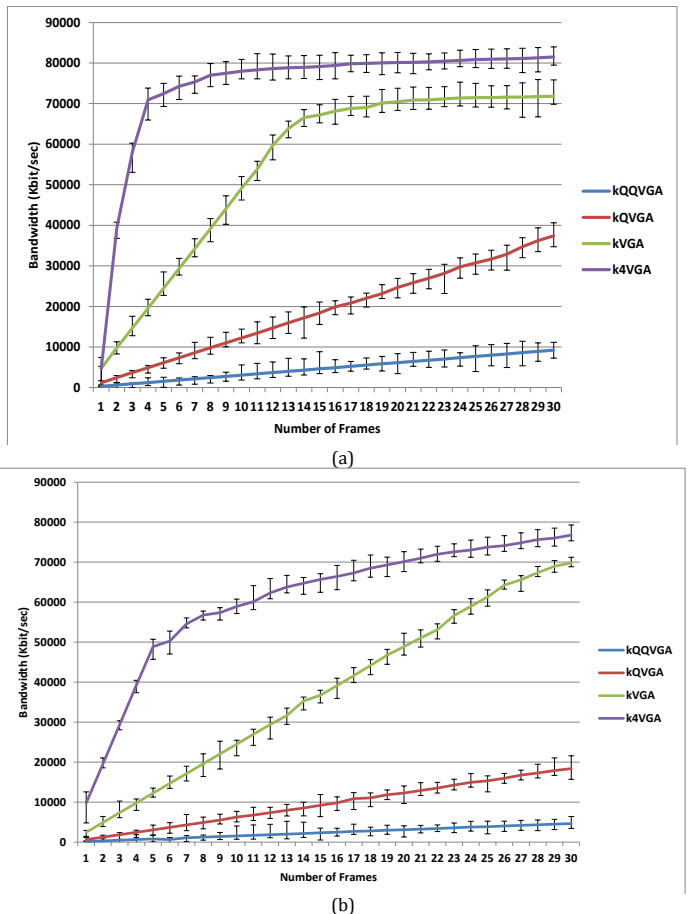 90000
80000
70000
60000
50000
40000
30000
20000
10000
0
Bandwidth (Kbit/sec)
1 2 3 4 5 6 7 8 9 10 11 12 13 14 15 16 17 18 19 20 21 22 23 24 25 26 27 28 29 30
Number of Frames
kQQVGA
kQVGA
kVGA
k4VGA
(a)
90000
80000
70000
60000
50000
40000
30000
20000
10000
0
Bandwidth (Kbit/sec)
1 2 3 4 5 6 7 8 9 10 11 12 13 14 15 16 17 18 19 20 21 22 23 24 25 26 27 28 29 30
Number of Frames
kQQVGA
kQVGA
kVGA
k4VGA
(b)